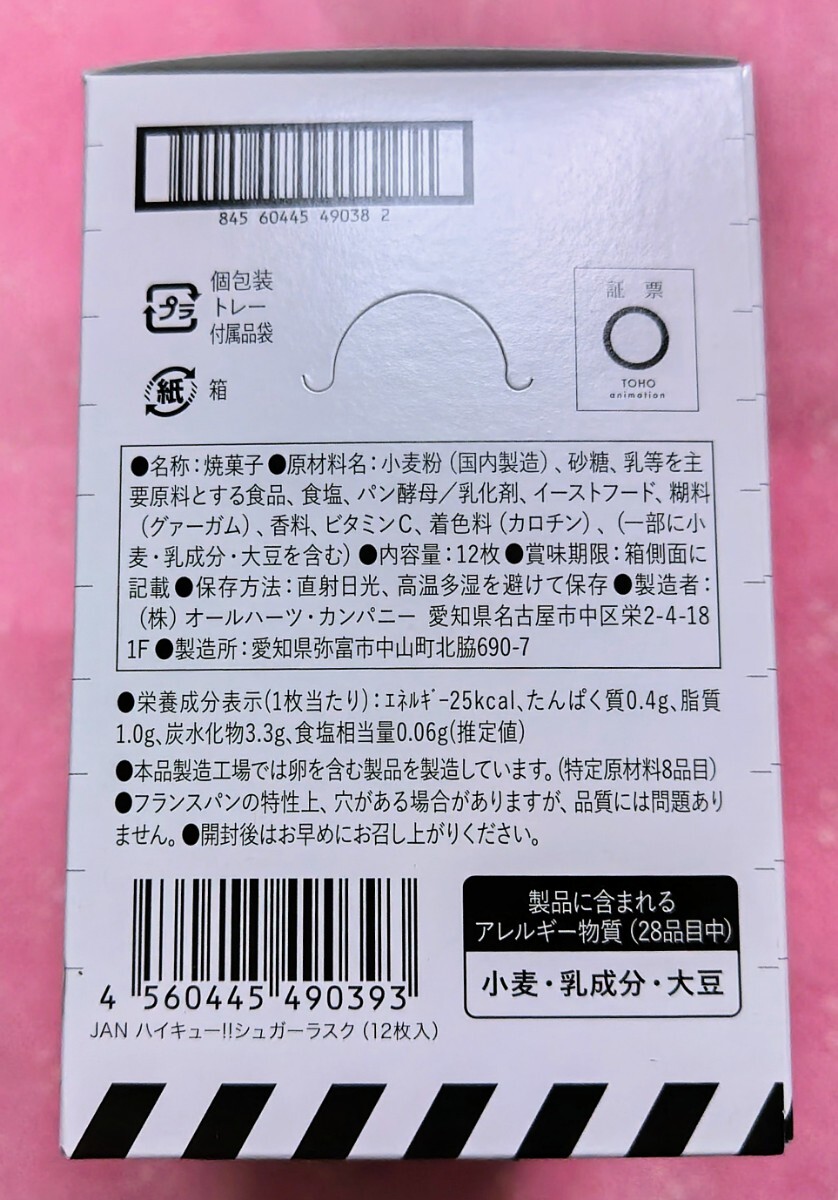 845 60445 49038 2
プラ
個包装
トレー
付属品袋
紙
箱
証 票
TOHO
animation
●名称：焼菓子●原材料名：小麦粉（国内製造）、砂糖、乳等を主
要原料とする食品、食塩、パン酵母／乳化剤、イーストフード、糊料
（グァーガム）、香料、ビタミンC、着色料（カロチン）、（一部に小
麦・乳成分・大豆を含む）●内容量：12枚●賞味期限：箱側面に
記載●保存方法：直射日光、高温多湿を避けて保存●製造者：
（株）オールハーツ・カンパニー 愛知県名古屋市中区栄2-4-18
1F●製造所：愛知県弥富市中山町北脇690-7
●栄養成分表示(1枚当たり)：ｴﾈﾙｷﾞｰ25kcal、たんぱく質0.4g、脂質
1.0g、炭水化物3.3g、食塩相当量0.06g(推定値)
●本品製造工場では卵を含む製品を製造しています。(特定原材料8品目)
●フランスパンの特性上、穴がある場合がありますが、品質には問題あり
ません。●開封後はお早めにお召し上がりください。
4 560445 490393
JAN ハイキュー!!シュガーラスク（12枚入）
製品に含まれる
アレルギー物質（28品目中）
小麦・乳成分・大豆